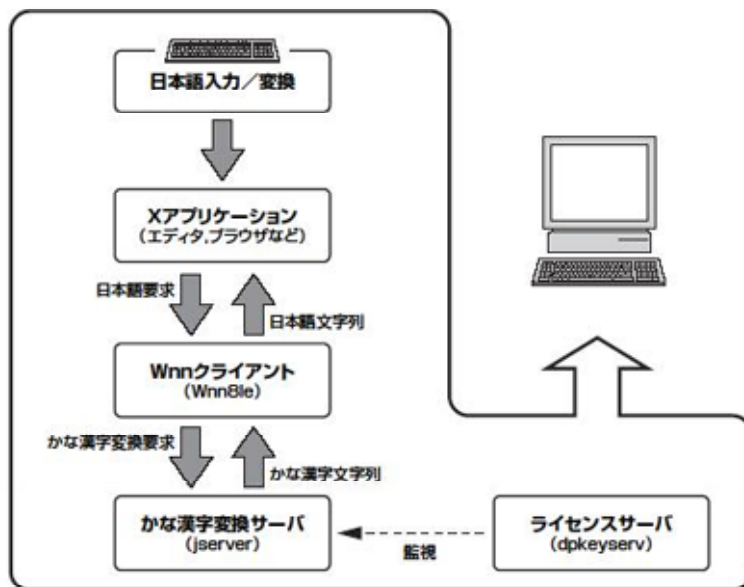 日本語入力／変換
Xアプリケーション
(エディタ,ブラウザなど)
日本語要求
日本語文字列
Wnnクライアント
(Wnn8le)
かな漢字変換要求
かな漢字文字列
かな漢字変換サーバ
(jserver)
監視
ライセンスサーバ
(dpkeyserv)